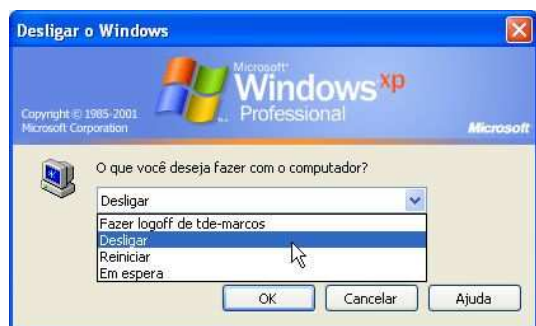 Desligar o Windows
Microsoft
Windows xp
Professional
Copyright © 1985-2001
Microsoft Corporation
Microsoft
O que você deseja fazer com o computador?
Desligar
Fazer logoff de tde-marcos
Desligar
Reiniciar
Em espera
OK
Cancelar
Ajuda